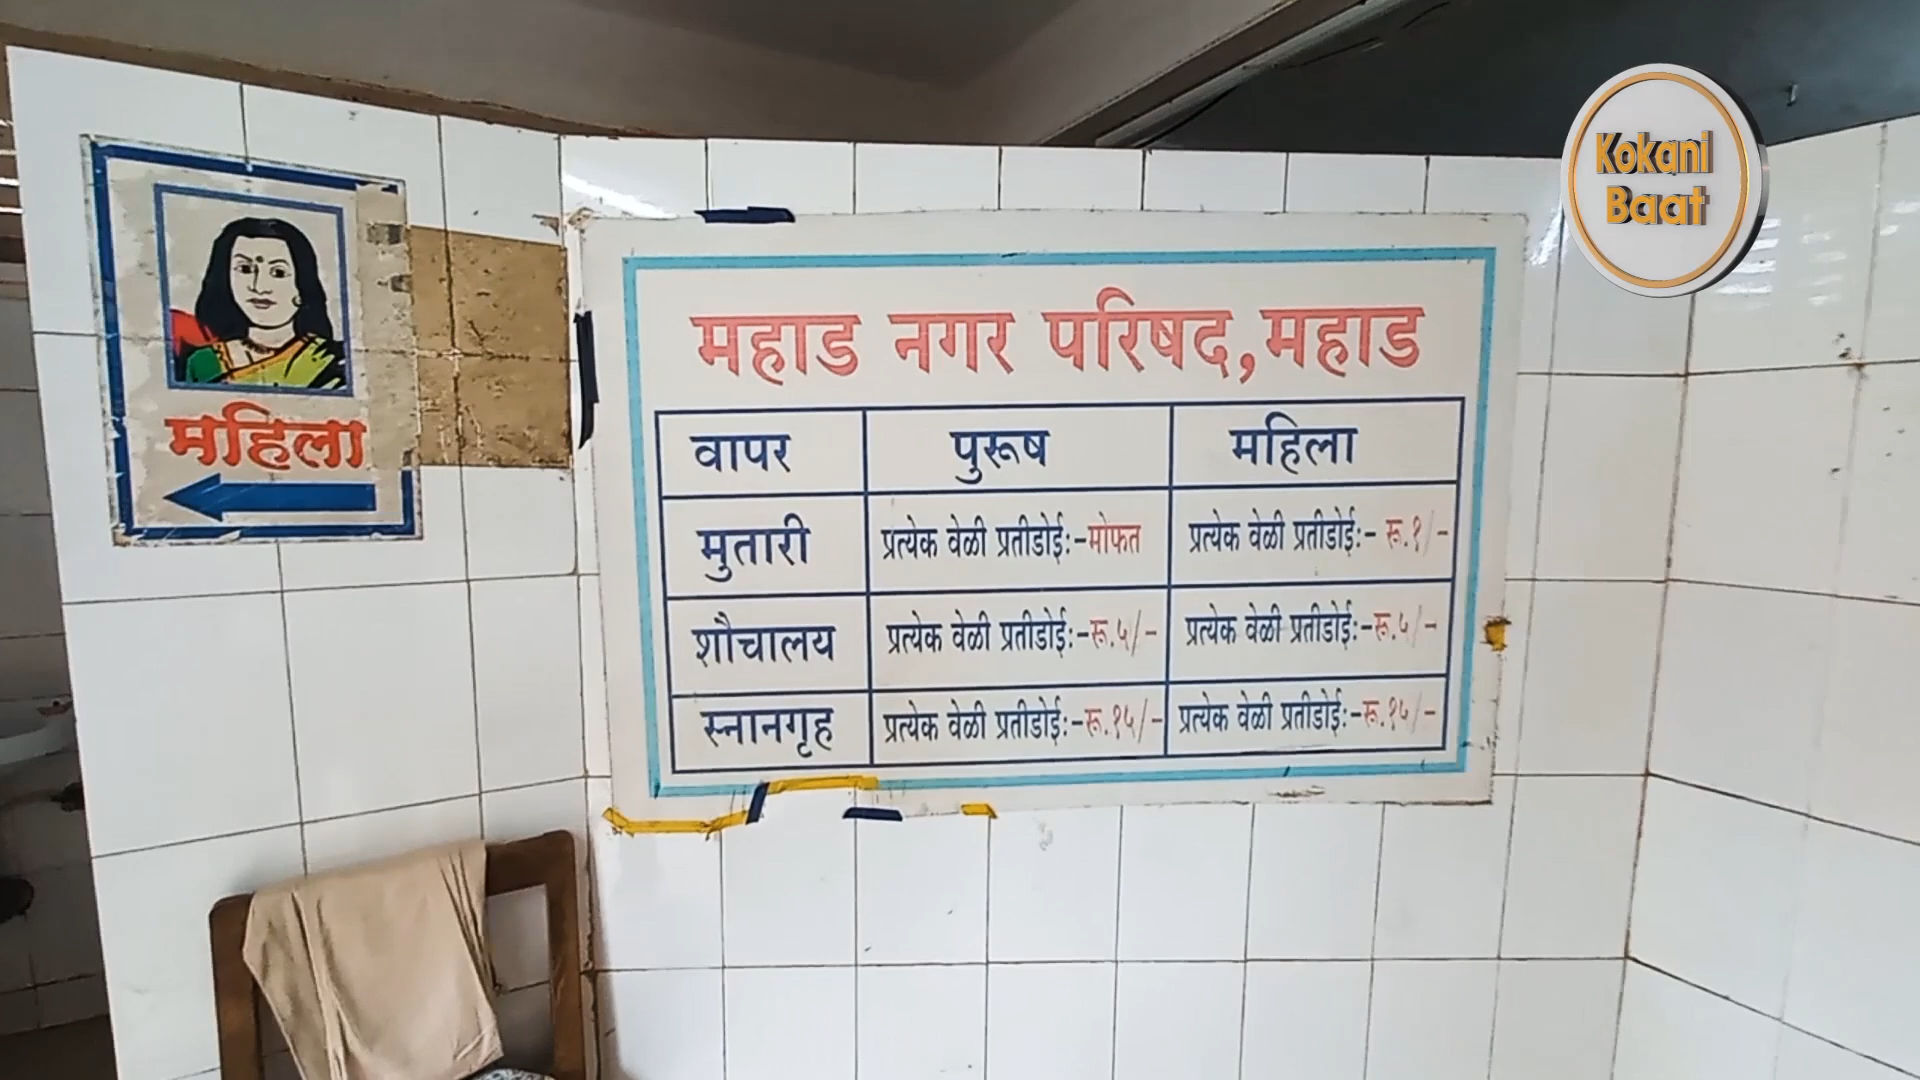 Kokani
Baat
महिला
महाड नगर परिषद, महाड
वापर पुरूष महिला
मुतारी प्रत्येक वेळी प्रतीडोई:-मोफत प्रत्येक वेळी प्रतीडोई:- रू.१/-
शौचालय प्रत्येक वेळी प्रतीडोई:-रू.५/- प्रत्येक वेळी प्रतीडोई:-रू.५/-
स्नानगृह प्रत्येक वेळी प्रतीडोई:-रू.१५/- प्रत्येक वेळी प्रतीडोई:-रू.१५/-